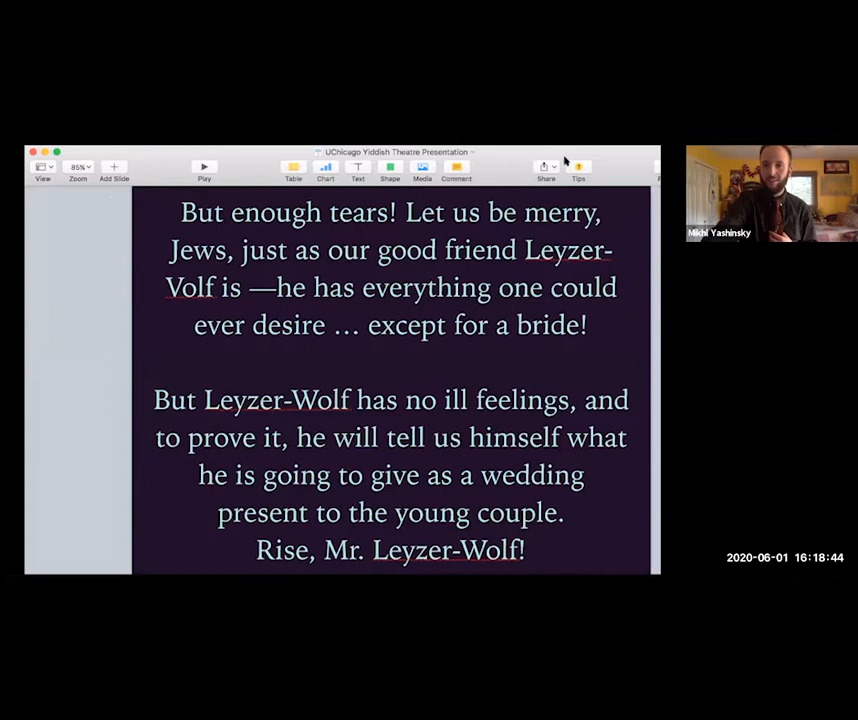 UChicago Yiddish Theatre Presentation
85%
View
Zoom
Add Slide
Play
Table
Chart
Text
Shape
Media
Comment
Share
Tips
But enough tears! Let us be merry,
Jews, just as our good friend Leyzer-
Volf is —he has everything one could
ever desire … except for a bride!
But Leyzer-Wolf has no ill feelings, and
to prove it, he will tell us himself what
he is going to give as a wedding
present to the young couple.
Rise, Mr. Leyzer-Wolf!
Mikhl Yashinsky
2020-06-01 16:18:44